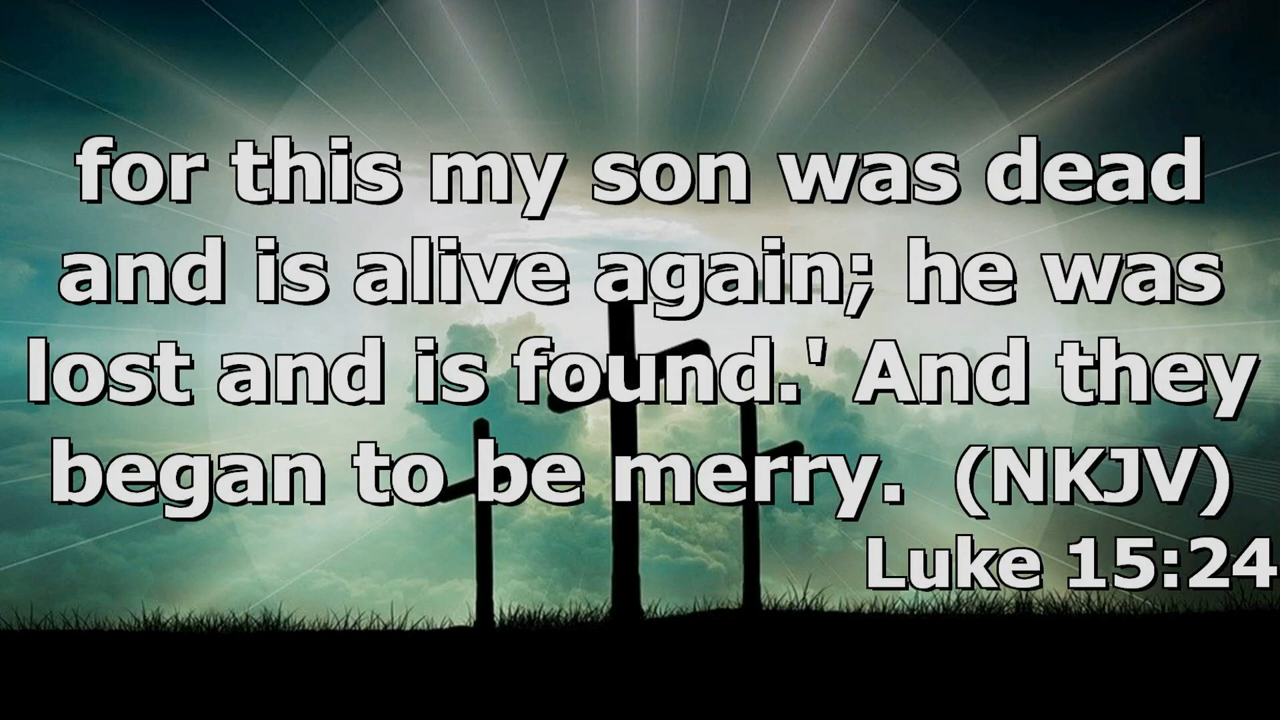 for this my son was dead
and is alive again; he was
lost and is found.' And they
began to be merry. (NKJV)
Luke 15:24